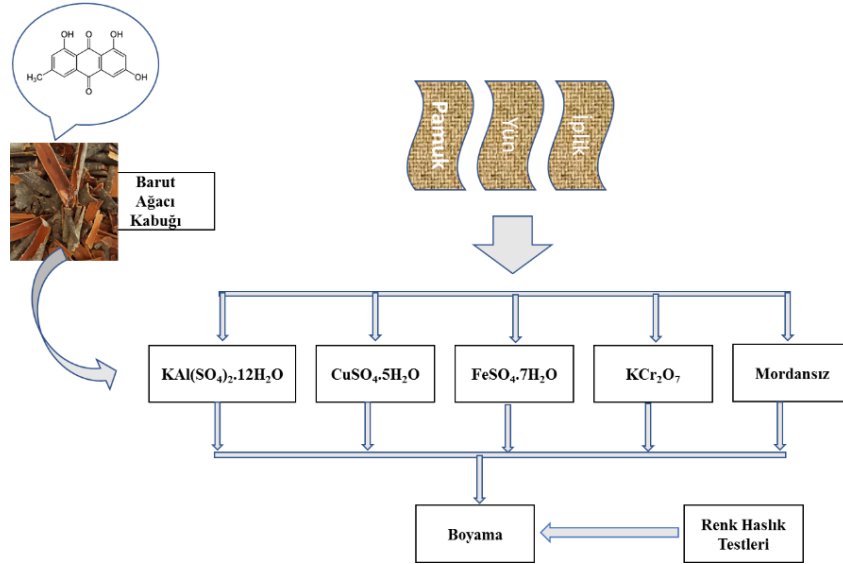 OH
O
OH
H₃C
OH
O
Barut
Ağacı
Kabuğı
Pamuk
Yün
İplik
KAl(SO₄)₂.12H₂O
CuSO₄.5H₂O
FeSO₄.7H₂O
KCr₂O₇
Mordansız
Boyama
Renk Haslık
Testleri